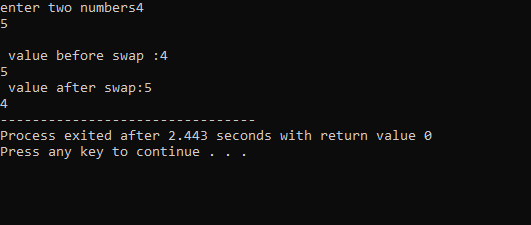 enter two numbers4
5
value before swap :4
5
value after swap:5
4
--------------------------------
Process exited after 2.443 seconds with return value 0
Press any key to continue . . .